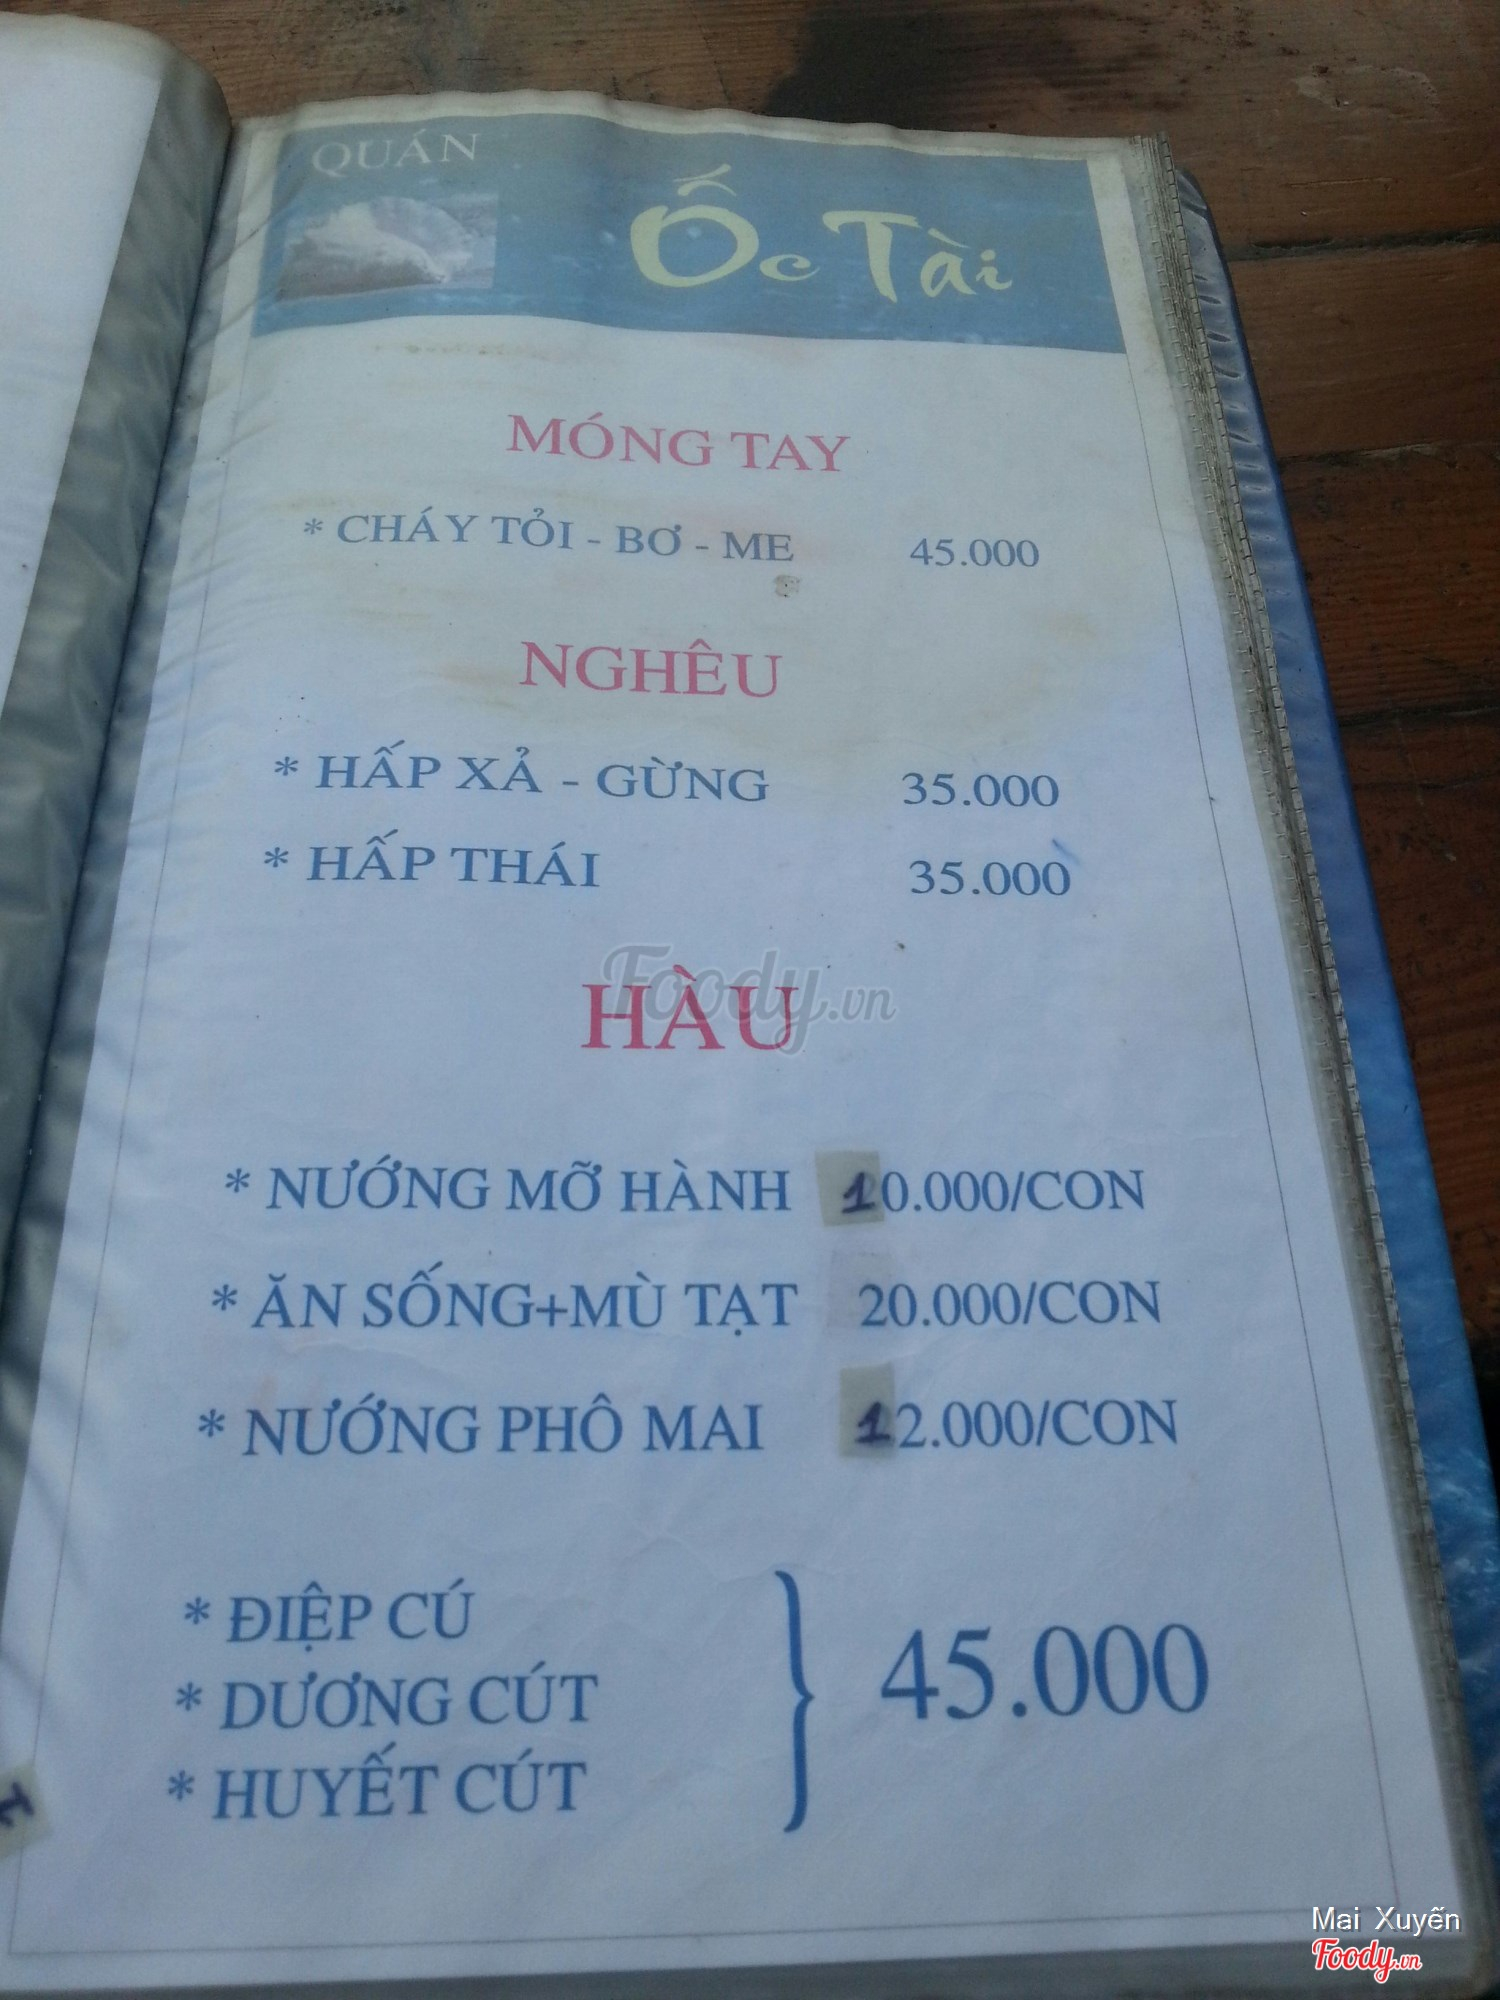 QUÁN
Ốc Tài
MÓNG TAY
* CHÁY TỎI - BƠ - ME 45.000
NGHÊU
* HẤP XẢ - GỪNG 35.000
* HẤP THÁI 35.000
Foody.vn
HÀU
* NƯỚNG MỠ HÀNH 10.000/CON
* ĂN SỐNG+MÙ TẠT 20.000/CON
* NƯỚNG PHÔ MAI 12.000/CON
* ĐIỆP CÚ
* DƯƠNG CÚT } 45.000
* HUYẾT CÚT
Mai Xuyến
Foody.vn